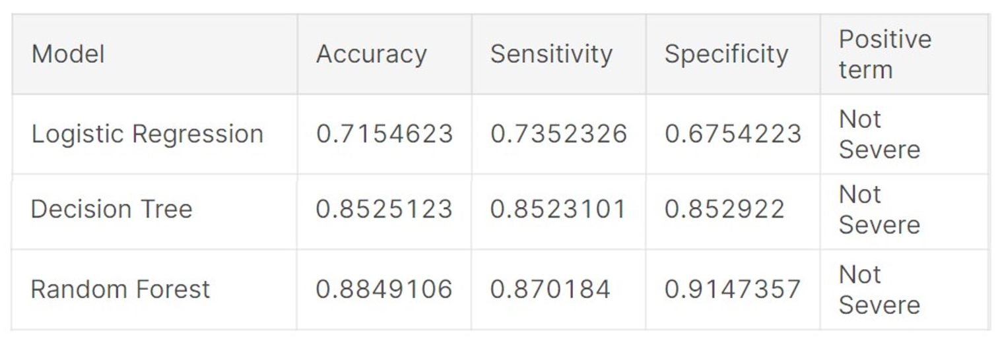 Model Accuracy Sensitivity Specificity Positive term
Logistic Regression 0.7154623 0.7352326 0.6754223 Not Severe
Decision Tree 0.8525123 0.8523101 0.852922 Not Severe
Random Forest 0.8849106 0.870184 0.9147357 Not Severe